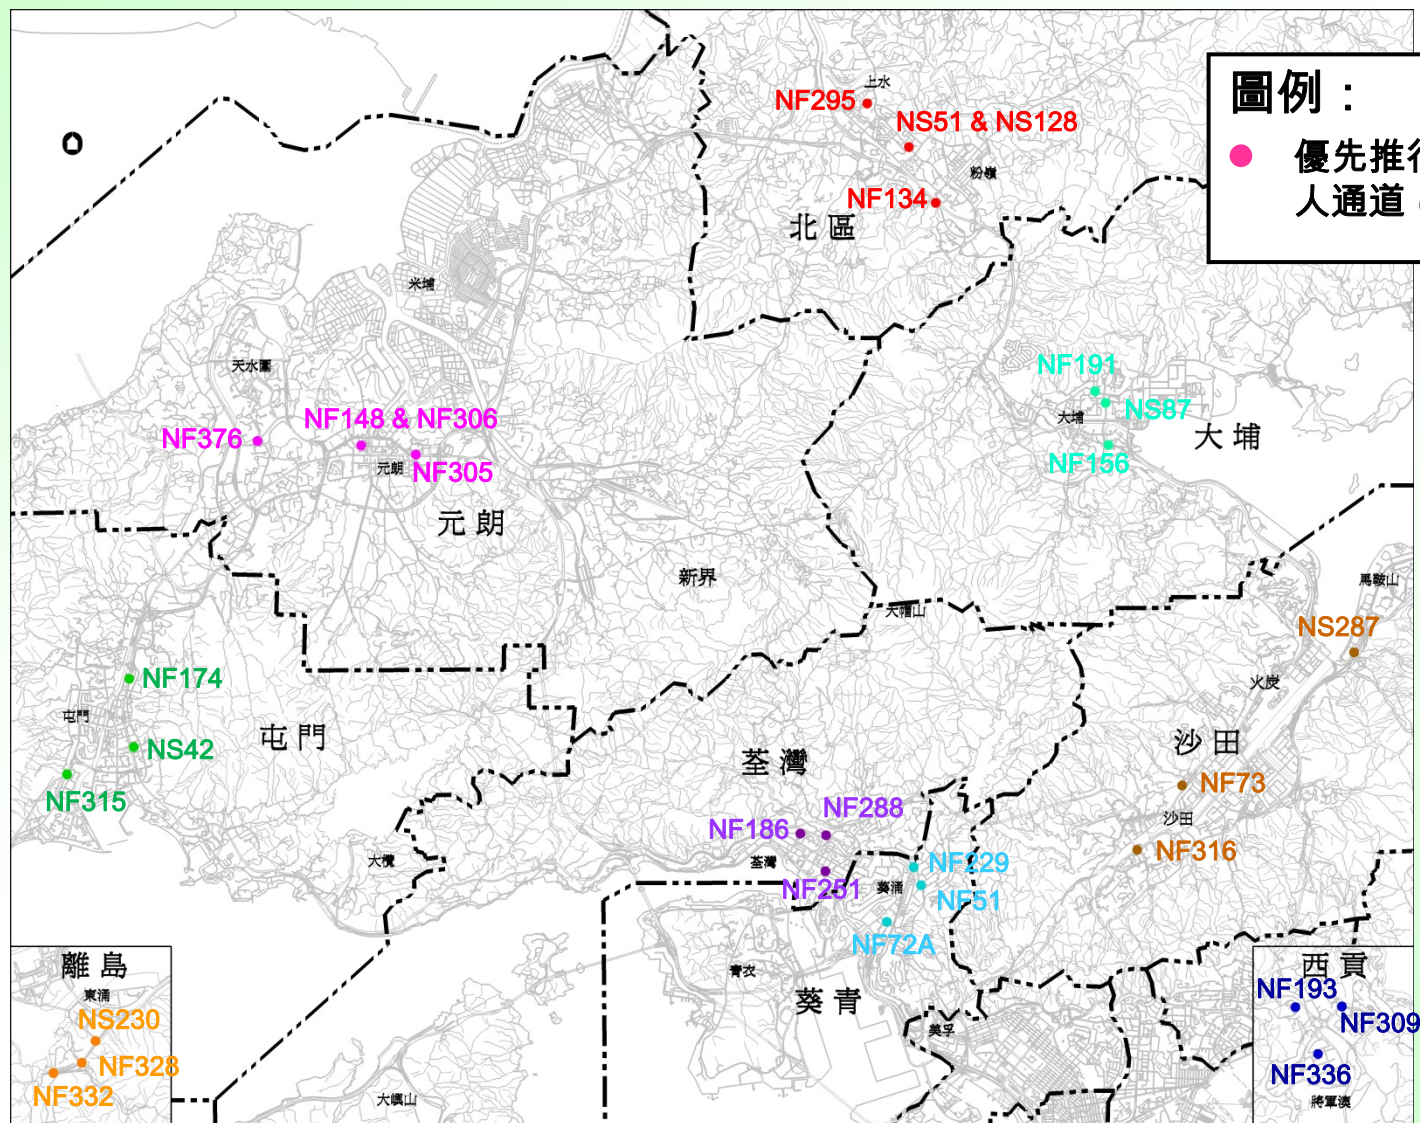 圖例：
優先推行
人通道
上水
NF295
NS51 & NS128
粉嶺
NF134
北區
米埔
天水圍
NF191
NS87
大埔
大埔
NF156
NF148 & NF306
NF376
元朗
NF305
元朗
新界
大帽山
馬鞍山
NS287
NF174
屯門
屯門
NS42
NF315
火炭
沙田
NF73
沙田
NF316
荃灣
NF288
NF186
荃灣
NF251
NF229
葵涌
NF51
NF72A
大欖
青衣
葵青
美孚
離島
東涌
NS230
NF328
NF332
大嶼山
西貢
NF193
NF309
NF336
將軍澳